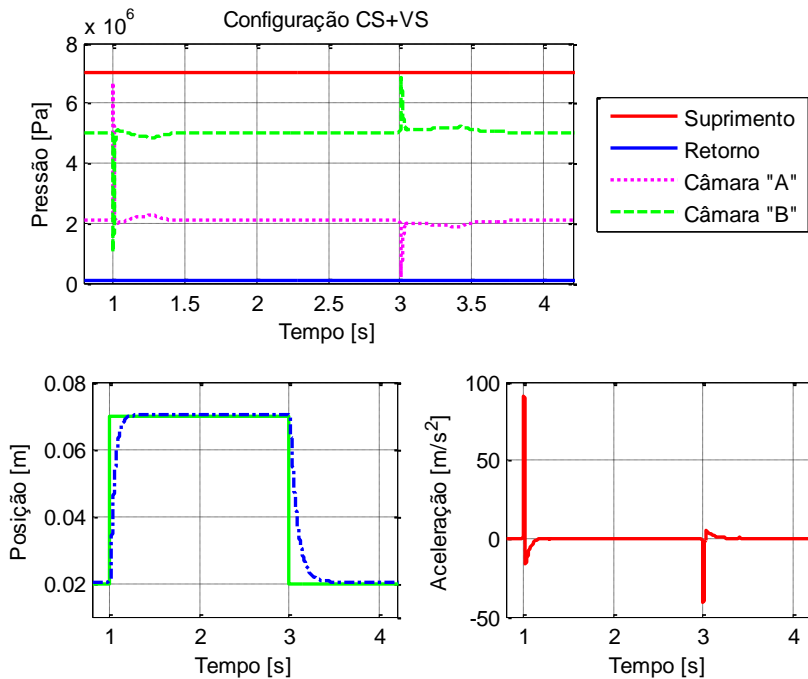 Configuração CS+VS
x 10^6
8
6
4
2
0
Pressão [Pa]
1
1.5
2
2.5
3
3.5
4
Tempo [s]
Suprimento
Retorno
Câmara "A"
Câmara "B"
0.08
0.06
0.04
0.02
Posição [m]
1
2
3
4
Tempo [s]
100
50
0
-50
Aceleração [m/s²]
1
2
3
4
Tempo [s]